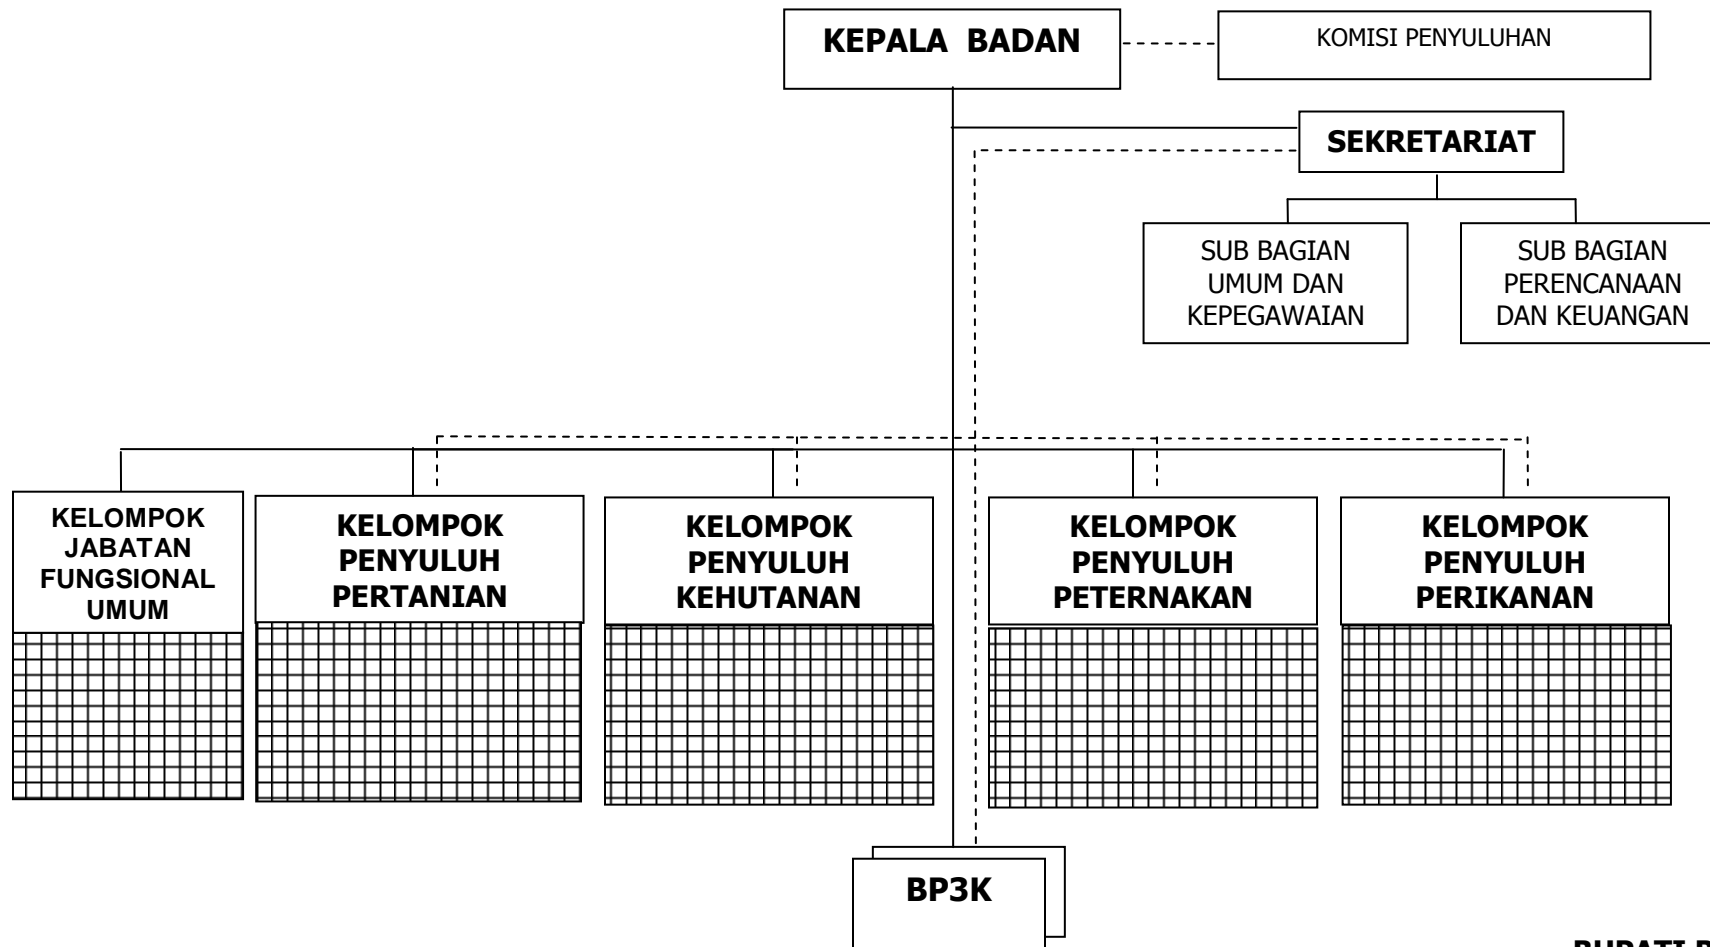 KEPALA BADAN
KOMISI PENYULUHAN
SEKRETARIAT
SUB BAGIAN
UMUM DAN
KEPEGAWAIAN
SUB BAGIAN
PERENCANAAN
DAN KEUANGAN
KELOMPOK
JABATAN
FUNGSIONAL
UMUM
KELOMPOK
PENYULUH
PERTANIAN
KELOMPOK
PENYULUH
KEHUTANAN
KELOMPOK
PENYULUH
PETERNAKAN
KELOMPOK
PENYULUH
PERIKANAN
BP3K